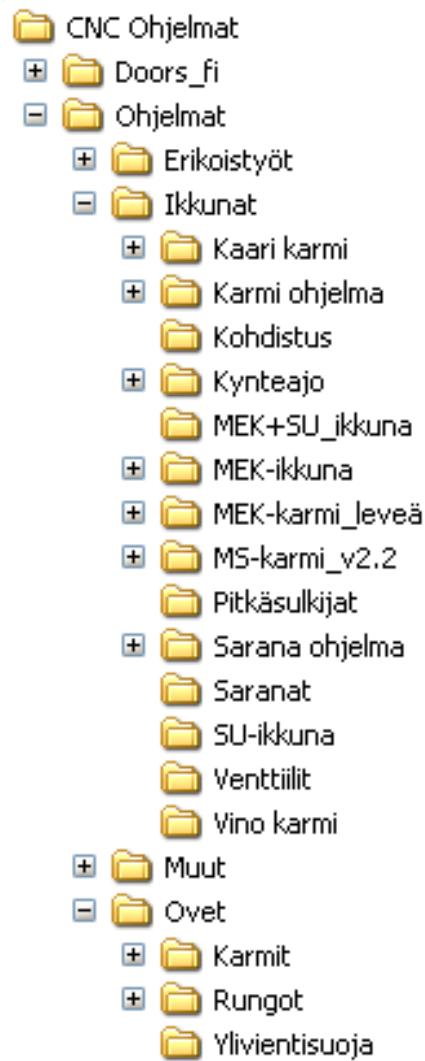 CNC Ohjelmat
Doors_fi
Ohjelmat
Erikoistyöt
Ikkunat
Kaari karmi
Karmi ohjelma
Kohdistus
Kynteajo
MEK+SU_ikkuna
MEK-ikkuna
MEK-karmi_leveä
MS-karmi_v2.2
Pitkäsulkijat
Sarana ohjelma
Saranat
SU-ikkuna
Venttiilit
Vino karmi
Muut
Ovet
Karmit
Rungot
Ylivientisuoja